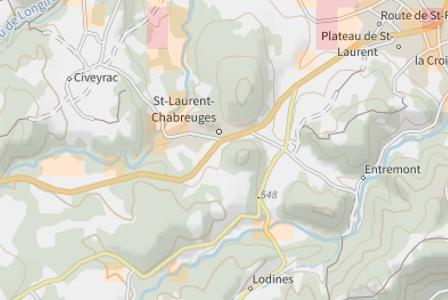 Route de St-
Plateau de St-
Laurent
la Croi
Civeyrac
St-Laurent-
Chabreuges
Entremont
548
Lodines